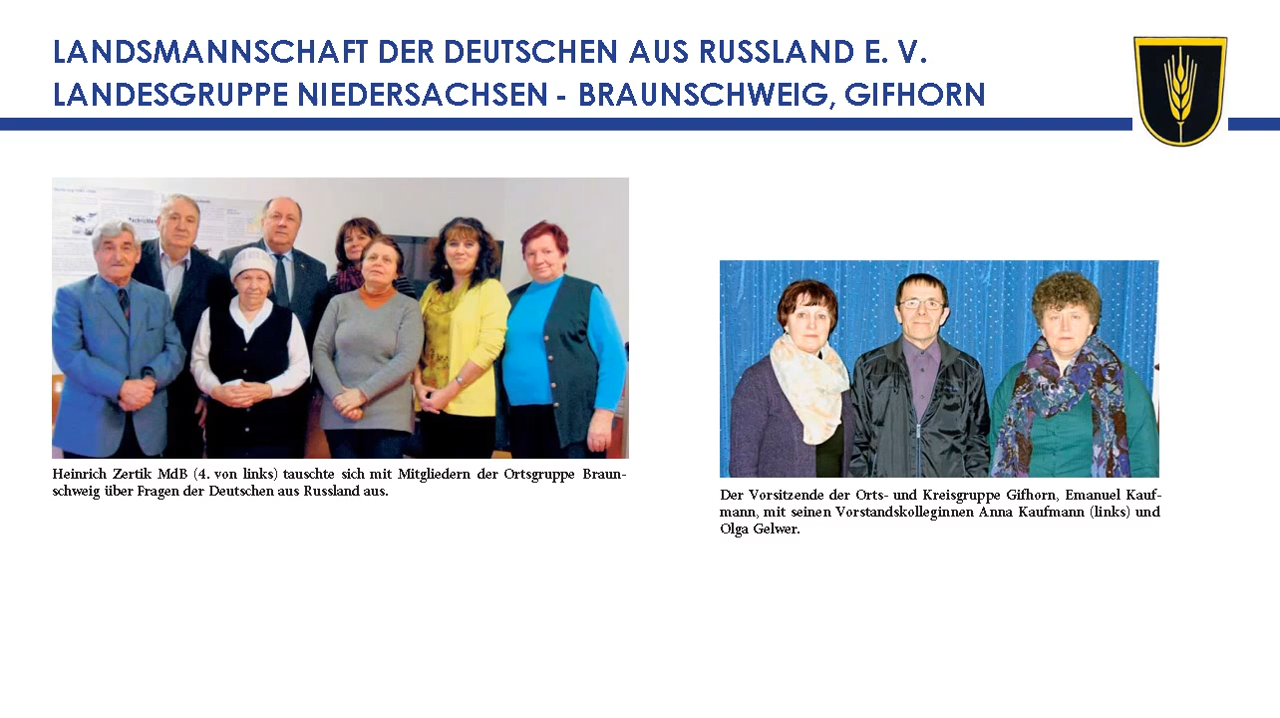 LANDSMANNSCHAFT DER DEUTSCHEN AUS RUSSLAND E. V.
LANDESGRUPPE NIEDERSACHSEN - BRAUNSCHWEIG, GIFHORN
Heinrich Zertik MdB (4. von links) tauschte sich mit Mitgliedern der Ortsgruppe Braun-
schweig über Fragen der Deutschen aus Russland aus.
Der Vorsitzende der Orts- und Kreisgruppe Gifhorn, Emanuel Kauf-
mann, mit seinen Vorstandskolleginnen Anna Kaufmann (links) und
Olga Gelwer.